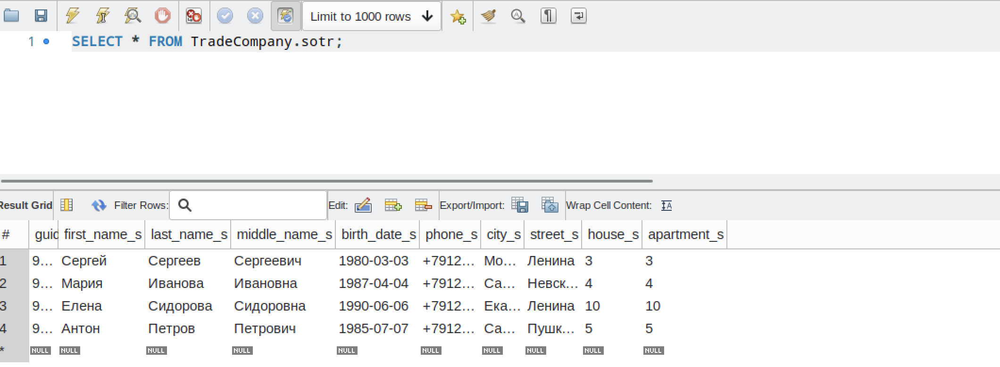 Limit to 1000 rows
1 SELECT * FROM TradeCompany.sotr;
Result Grid Filter Rows: Edit: Export/Import: Wrap Cell Content:
# guid first_name_s last_name_s middle_name_s birth_date_s phone_s city_s street_s house_s apartment_s
1 9... Сергей Сергеев Сергеевич 1980-03-03 +7912... Мо... Ленина 3 3
2 9... Мария Иванова Ивановна 1987-04-04 +7912... Са... Невск... 4 4
3 9... Елена Сидорова Сидоровна 1990-06-06 +7912... Ека... Ленина 10 10
4 9... Антон Петров Петрович 1985-07-07 +7912... Са... Пушк... 5 5
* NULL NULL NULL NULL NULL NULL NULL NULL NULL NULL